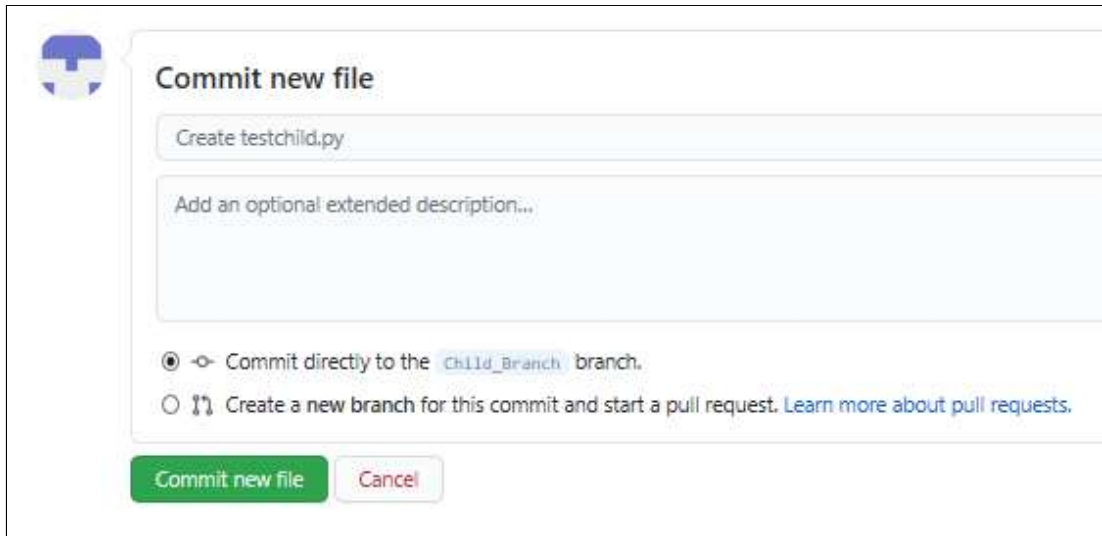 Commit new file
Create testchild.py
Add an optional extended description...
Commit directly to the Child_Branch branch.
Create a new branch for this commit and start a pull request. Learn more about pull requests.
Commit new file
Cancel